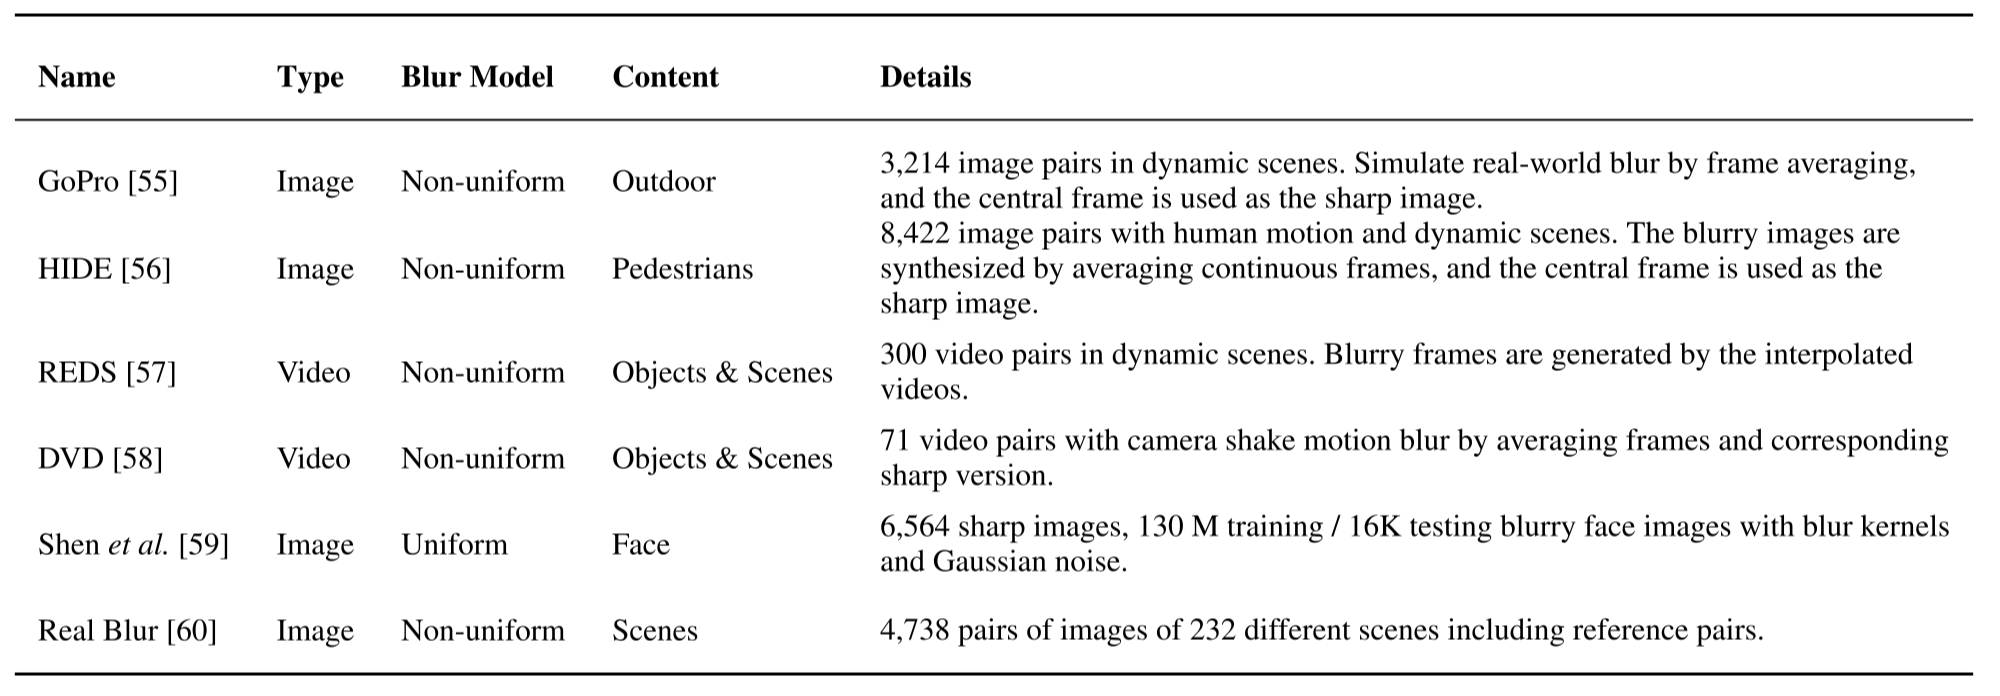 Name Type Blur Model Content Details
GoPro [55] Image Non-uniform Outdoor 3,214 image pairs in dynamic scenes. Simulate real-world blur by frame averaging,
and the central frame is used as the sharp image.
HIDE [56] Image Non-uniform Pedestrians 8,422 image pairs with human motion and dynamic scenes. The blurry images are
synthesized by averaging continuous frames, and the central frame is used as the
sharp image.
REDS [57] Video Non-uniform Objects & Scenes 300 video pairs in dynamic scenes. Blurry frames are generated by the interpolated
videos.
DVD [58] Video Non-uniform Objects & Scenes 71 video pairs with camera shake motion blur by averaging frames and corresponding
sharp version.
Shen et al. [59] Image Uniform Face 6,564 sharp images, 130 M training / 16K testing blurry face images with blur kernels
and Gaussian noise.
Real Blur [60] Image Non-uniform Scenes 4,738 pairs of images of 232 different scenes including reference pairs.